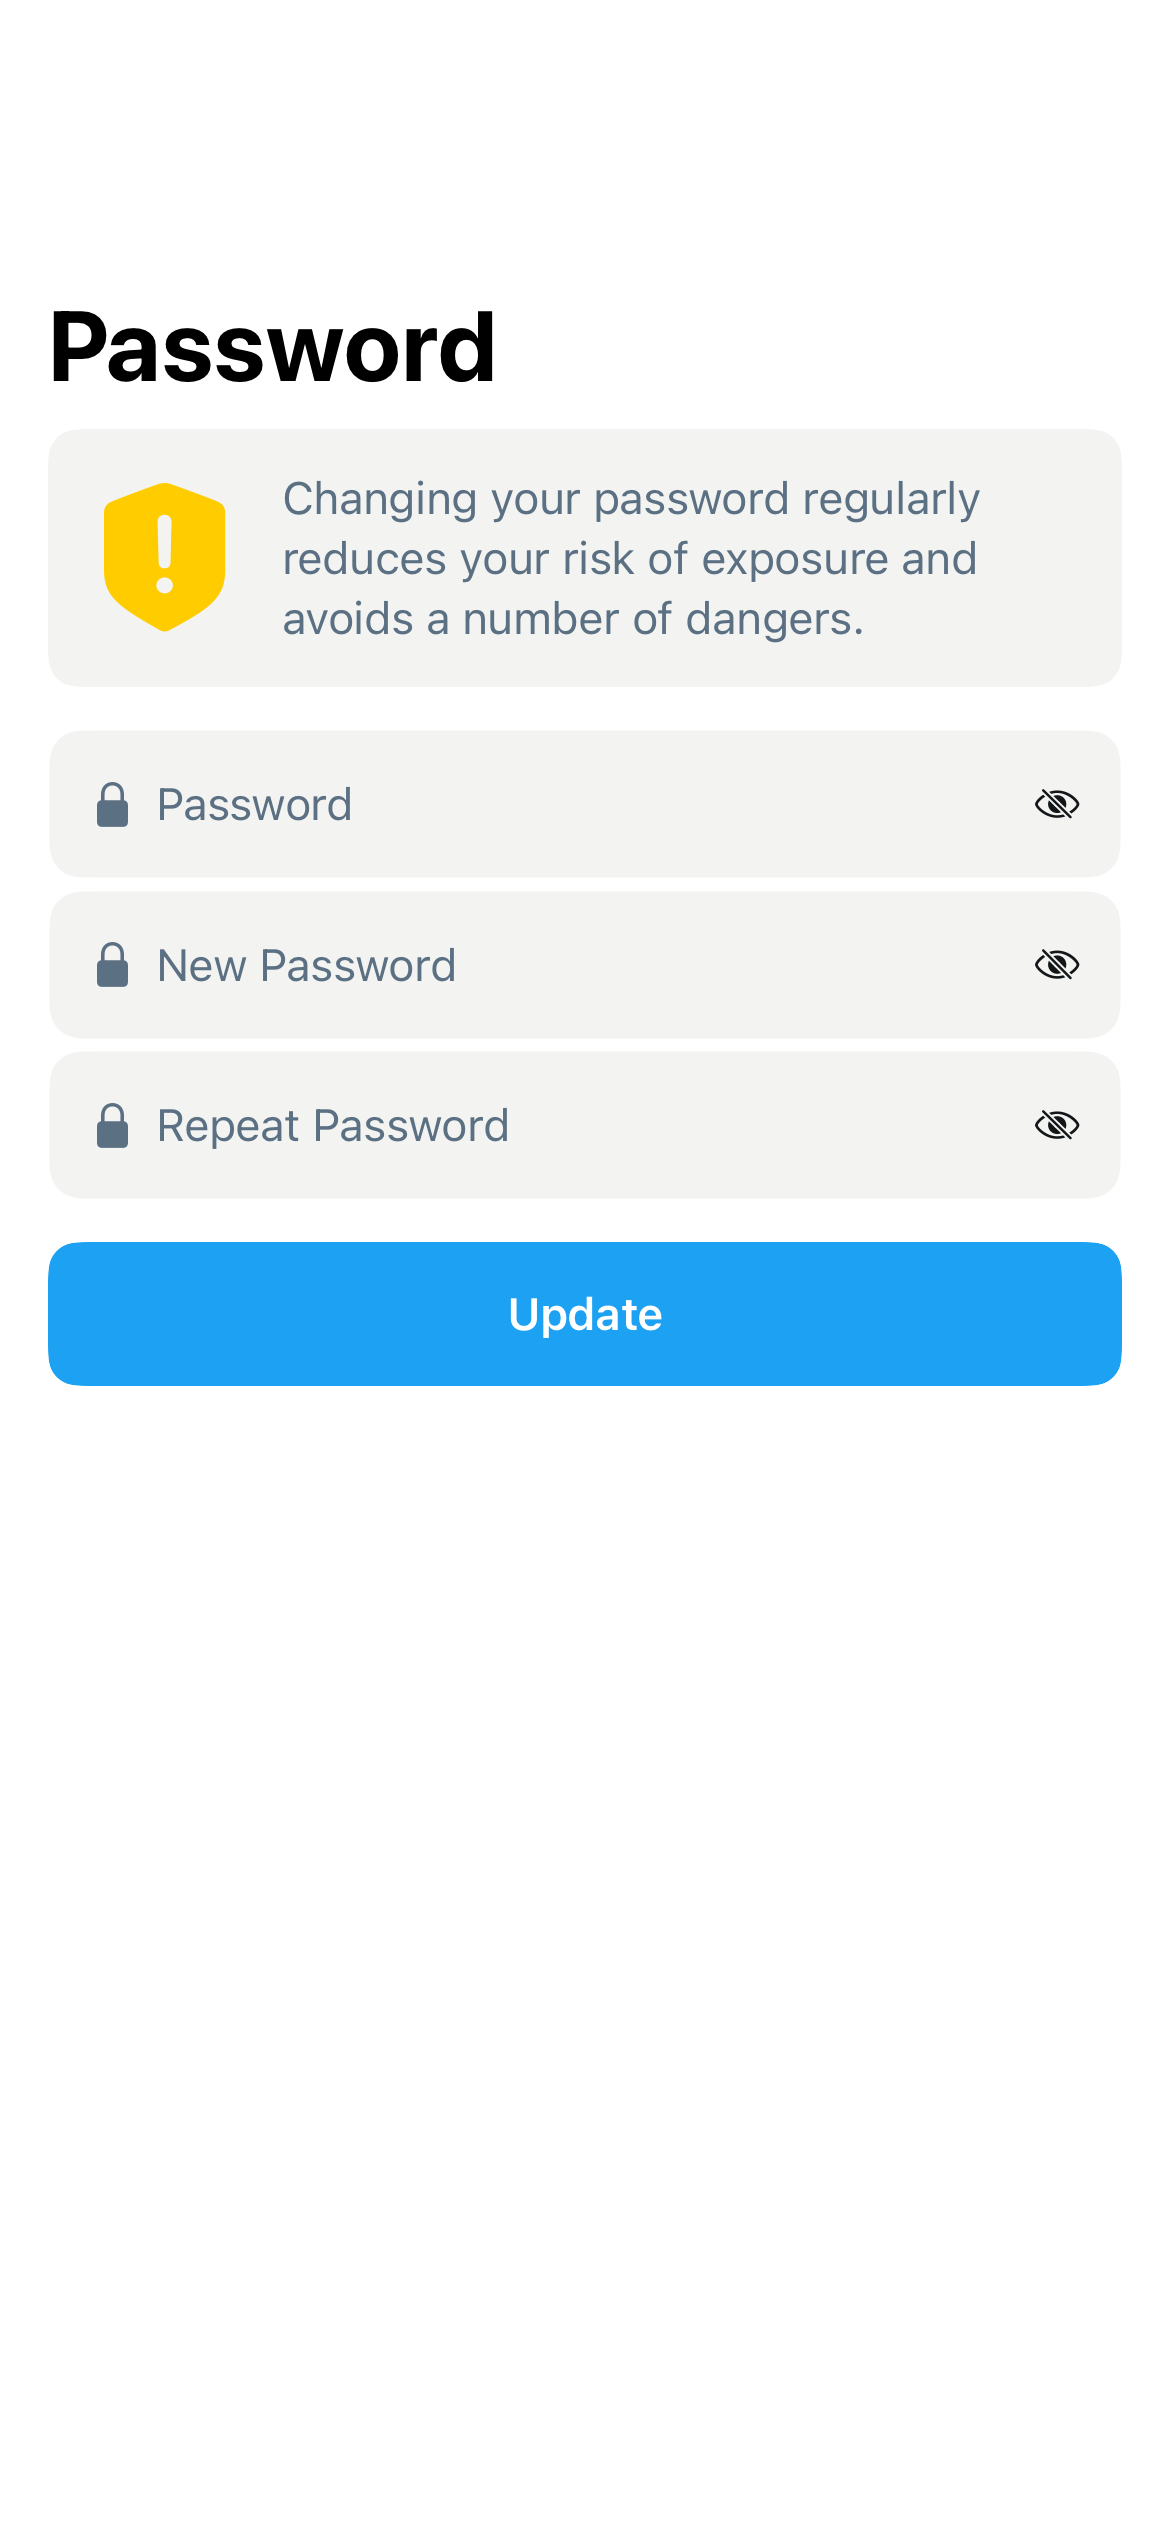 Password
Changing your password regularly
reduces your risk of exposure and
avoids a number of dangers.
Password
New Password
Repeat Password
Update